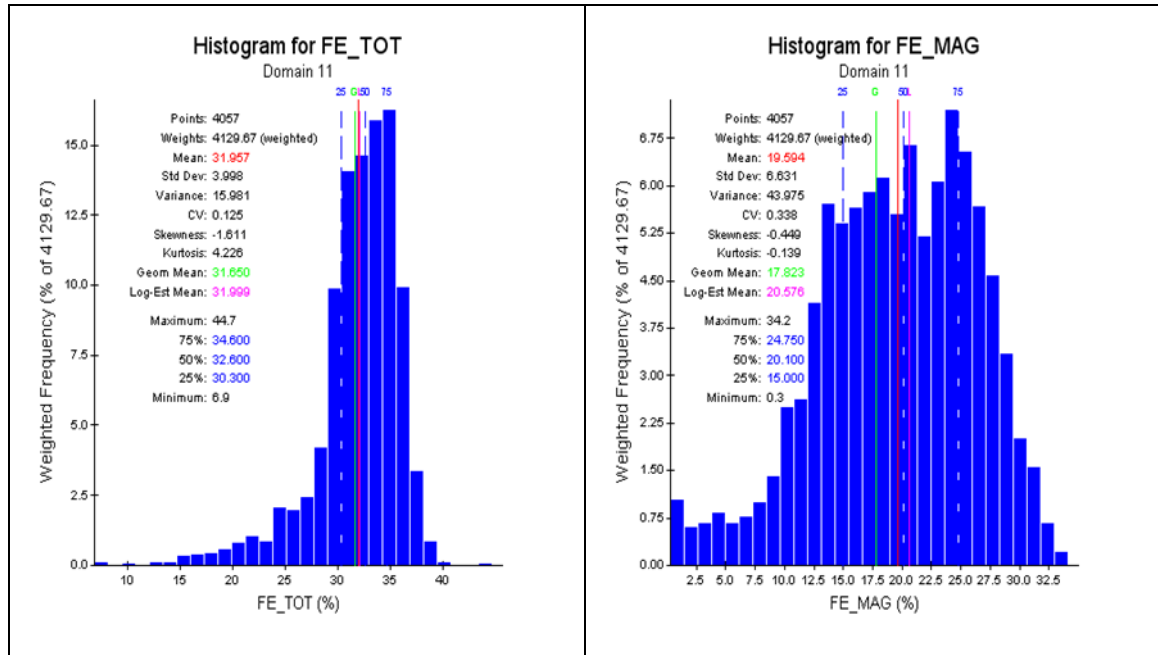 Histogram for FE_TOT
Domain 11
25 G 50 75
Points: 4057
Weights: 4129.67 (weighted)
Mean: 31.957
Std Dev: 3.998
Variance: 15.981
CV: 0.125
Skewness: -1.611
Kurtosis: 4.226
Geom Mean: 31.650
Log-Est Mean: 31.999
Maximum: 44.7
75%: 34.600
50%: 32.600
25%: 30.300
Minimum: 6.9
Weighted Frequency (% of 4129.67)
15.0
12.5
10.0
7.5
5.0
2.5
0.0
10 15 20 25 30 35 40
FE_TOT (%)
Histogram for FE_MAG
Domain 11
25 G 50 L 75
Points: 4057
Weights: 4129.67 (weighted)
Mean: 19.594
Std Dev: 6.631
Variance: 43.975
CV: 0.338
Skewness: -0.449
Kurtosis: -0.139
Geom Mean: 17.823
Log-Est Mean: 20.576
Maximum: 34.2
75%: 24.750
50%: 20.100
25%: 15.000
Minimum: 0.3
Weighted Frequency (% of 4129.67)
6.75
6.00
5.25
4.50
3.75
3.00
2.25
1.50
0.75
0.00
2.5 5.0 7.5 10.0 12.5 15.0 17.5 20.0 22.5 25.0 27.5 30.0 32.5
FE_MAG (%)